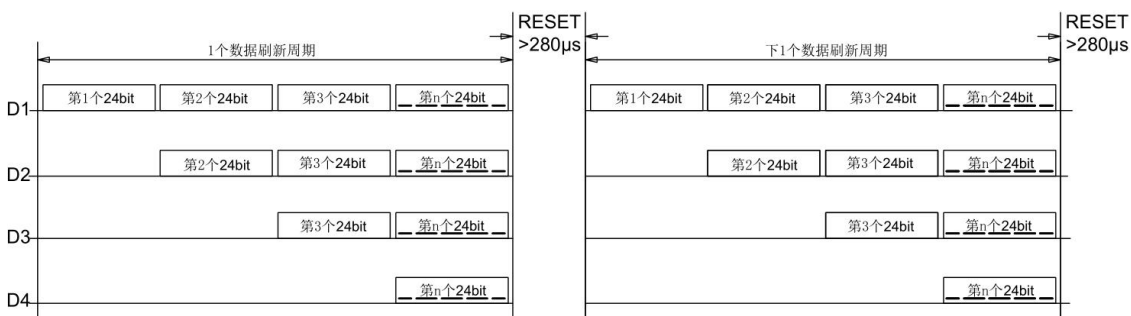 RESET
>280μs
RESET
>280μs
1个数据刷新周期
下1个数据刷新周期
D1 第1个24bit 第2个24bit 第3个24bit 第n个24bit 第1个24bit 第2个24bit 第3个24bit 第n个24bit
D2 第2个24bit 第3个24bit 第n个24bit 第2个24bit 第3个24bit 第n个24bit
D3 第3个24bit 第n个24bit 第3个24bit 第n个24bit
D4 第n个24bit 第n个24bit